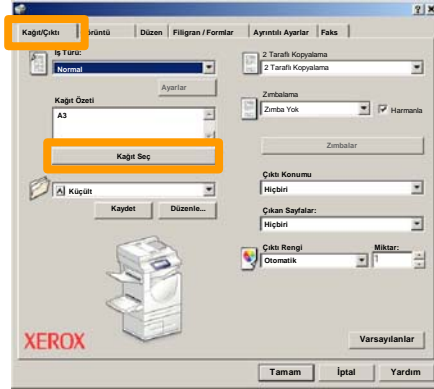 Kağıt/Çıktı
örüntü
Düzen
Filigran / Formlar
Ayrıntılı Ayarlar
Faks
İş Türü:
Normal
Ayarlar
Kağıt Özeti
A3
Kağıt Seç
A Küçült
Kaydet
Düzenle...
XEROX
2 Taraflı Kopyalama
2 Taraflı Kopyalama
Zımbalama
Zımba Yok
Harmanla
Zımbalar
Çıktı Konumu
Hiçbiri
Çıkan Sayfalar:
Hiçbiri
Çıktı Rengi
Miktar:
Otomatik
1
Varsayılanlar
Tamam
İptal
Yardım